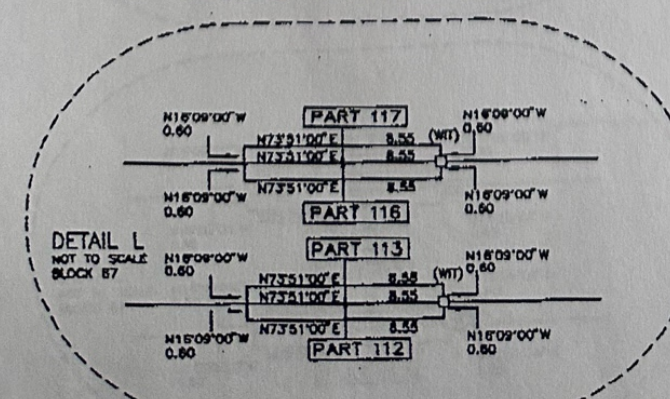 PART 117
N16°09'00"W
0.60
N16°09'00"W
0.60
N73°51'00"E 8.55 (WIT)
N73°51'00"E 8.55
N73°51'00"E 8.55
N16°09'00"W
0.60
N16°09'00"W
0.60
PART 116
DETAIL L
NOT TO SCALE
BLOCK 87
PART 113
N16°09'00"W
0.60
N16°09'00"W
0.60
N73°51'00"E 8.55 (WIT)
N73°51'00"E 8.55
N73°51'00"E 8.55
N16°09'00"W
0.60
N16°09'00"W
0.60
PART 112